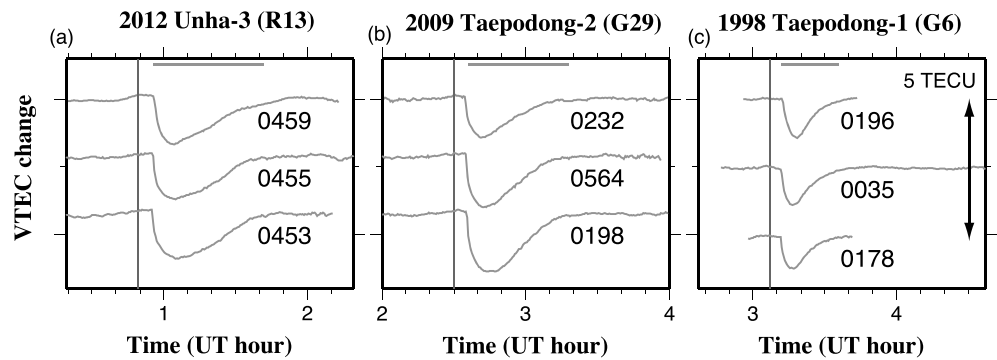 2012 Unha-3 (R13)
2009 Taepodong-2 (G29)
1998 Taepodong-1 (G6)
(a)
(b)
(c)
VTEC change
0459
0455
0453
0232
0564
0198
5 TECU
0196
0035
0178
1 2
2 3 4
3 4
Time (UT hour)
Time (UT hour)
Time (UT hour)